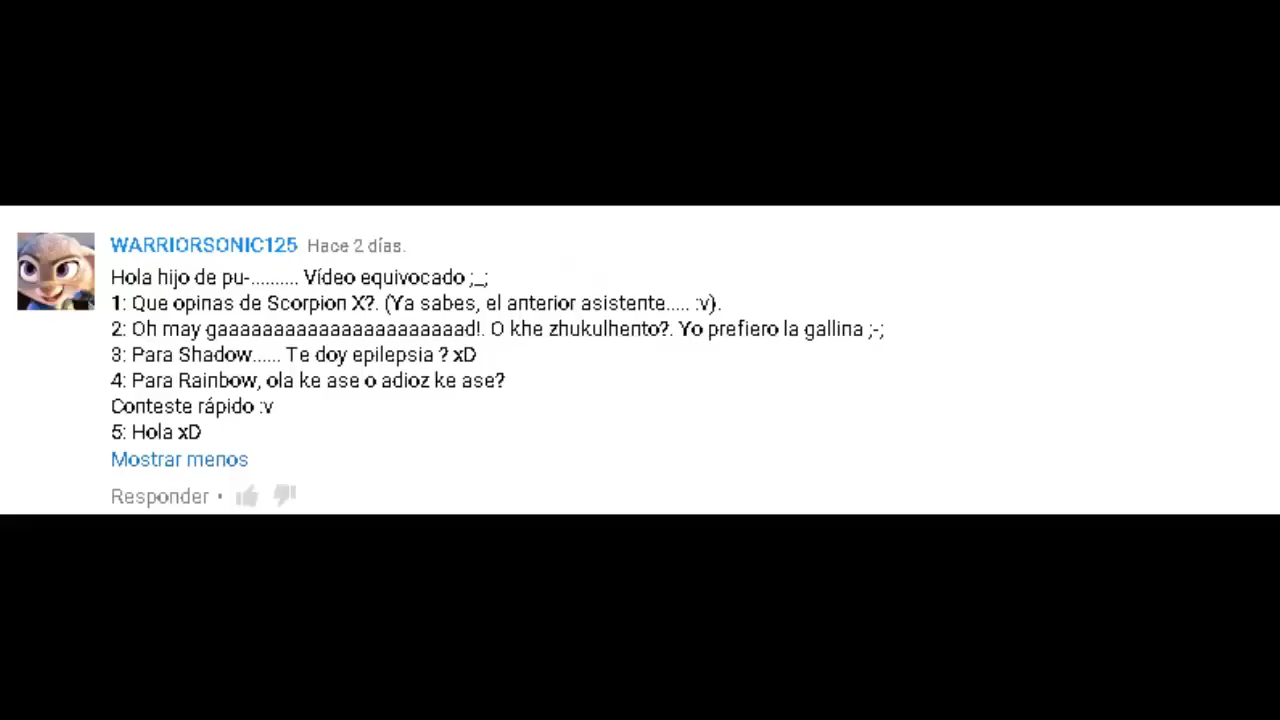 WARRIORSONIC125 Hace 2 días.
Hola hijo de pu-.......... Vídeo equivocado ;_;
1: Que opinas de Scorpion X?. (Ya sabes, el anterior asistente..... :v).
2: Oh may gaaaaaaaaaaaaaaaaaaaaaad!. O khe zhukulhento?. Yo prefiero la gallina ;-;
3: Para Shadow...... Te doy epilepsia ? xD
4: Para Rainbow, ola ke ase o adioz ke ase?
Conteste rápido :v
5: Hola xD
Mostrar menos
Responder •